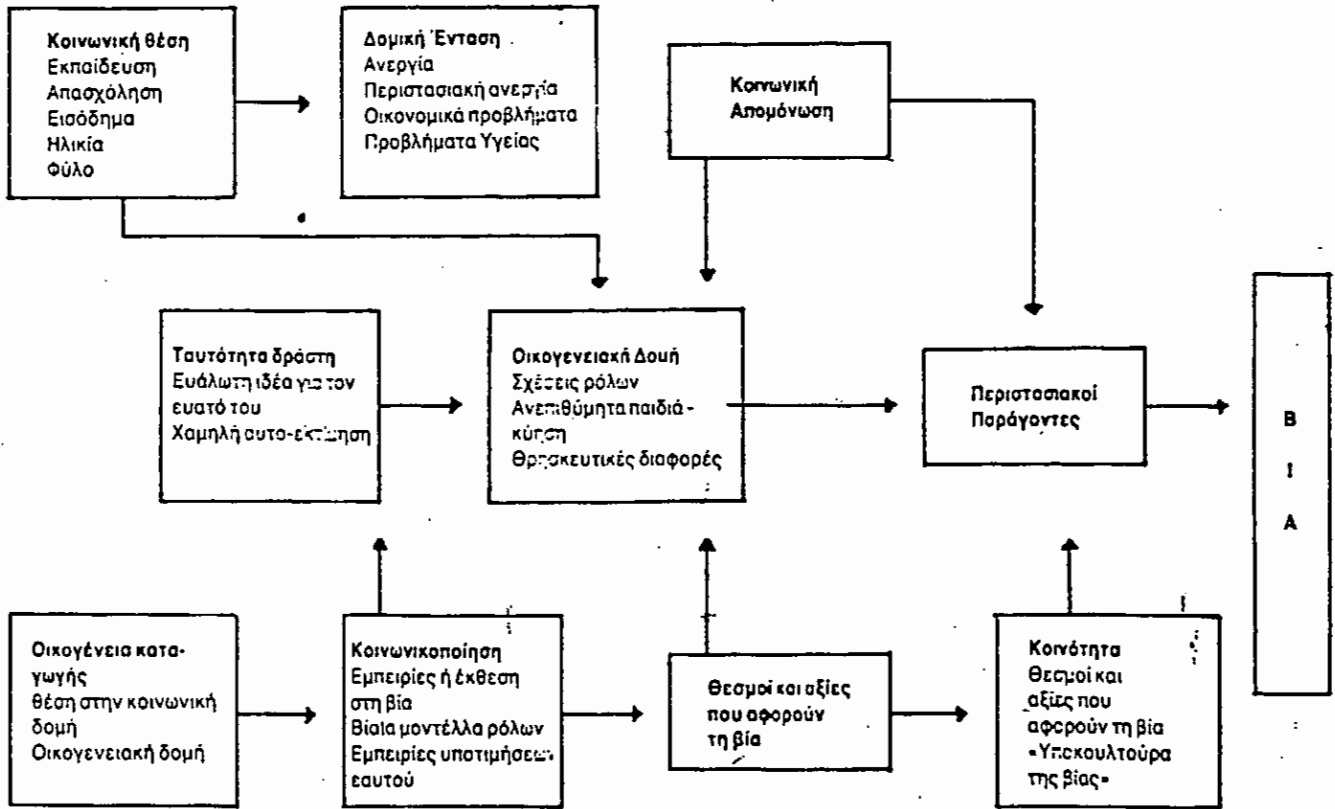 Κοινωνική θέση
Εκπαίδευση
Απασχόληση
Εισόδημα
Ηλικία
Φύλο
Δομική Ένταση
Ανεργία
Περιστασιακή ανεργία
Οικονομικά προβλήματα
Προβλήματα Υγείας
Κοινωνική
Απομόνωση
Ταυτότητα δράστη
Ευάλωτη ιδέα για τον
ευατό του
Χαμηλή αυτο-εκτίμηση
Οικογενειακή Δομή
Σχέσεις ρόλων
Ανεπιθύμητα παιδιά -
κύηση
Θρησκευτικές διαφορές
Περιστασιακοί
Παράγοντες
Β
Ι
Α
Οικογένεια κατα-
γωγής
θέση στην κοινωνική
δομή
Οικογενειακή δομή
Κοινωνικοποίηση
Εμπειρίες ή έκθεση
στη βία
Βίαια μοντέλλα ρόλων
Εμπειρίες υποτιμήσεως
εαυτού
Θεσμοί και αξίες
που αφορούν
τη βία
Κοινότητα
Θεσμοί και
αξίες που
αφορούν τη βία
«Υποκουλτούρα
της βίας»